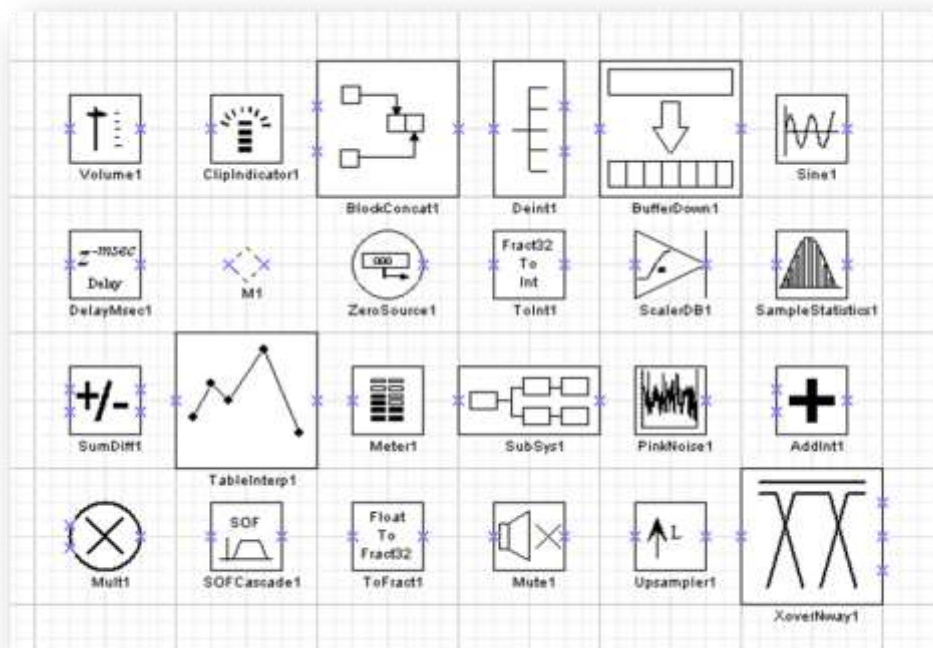 Volume1
ClipIndicator1
BlockConcat1
Deint1
BufferDown1
Sine1
z-msec
Delay
DelayMsec1
M1
000
ZeroSource1
Fract32
To
Int
ToInt1
ScalerDB1
SampleStatistics1
+/-
SumDiff1
TableInterp1
Meter1
SubSys1
PinkNoise1
AddInt1
Mult1
SOF
SOFCascade1
Float
To
Fract32
ToFract1
Mute1
L
Upsampler1
XoverNway1